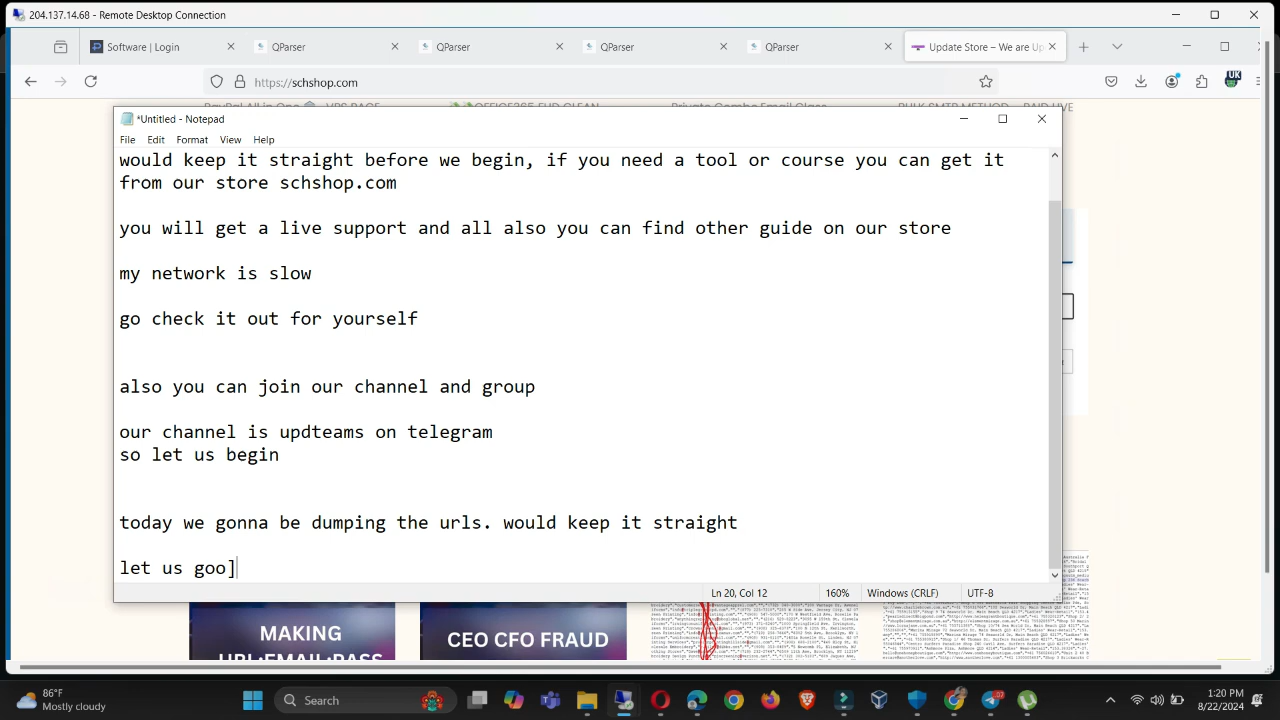 204.137.14.68 - Remote Desktop Connection
Software | Login
QParser
QParser
QParser
QParser
Update Store – We are Up
https://schshop.com
UK
*Untitled - Notepad
File Edit Format View Help
would keep it straight before we begin, if you need a tool or course you can get it
from our store schshop.com
you will get a live support and all also you can find other guide on our store
my network is slow
go check it out for yourself
also you can join our channel and group
our channel is updteams on telegram
so let us begin
today we gonna be dumping the urls. would keep it straight
let us goo]
Ln 20, Col 12 160% Windows (CRLF) UTF-8
CEO CFO FRAUD
86°F
Mostly cloudy
Search
1:20 PM
8/22/2024